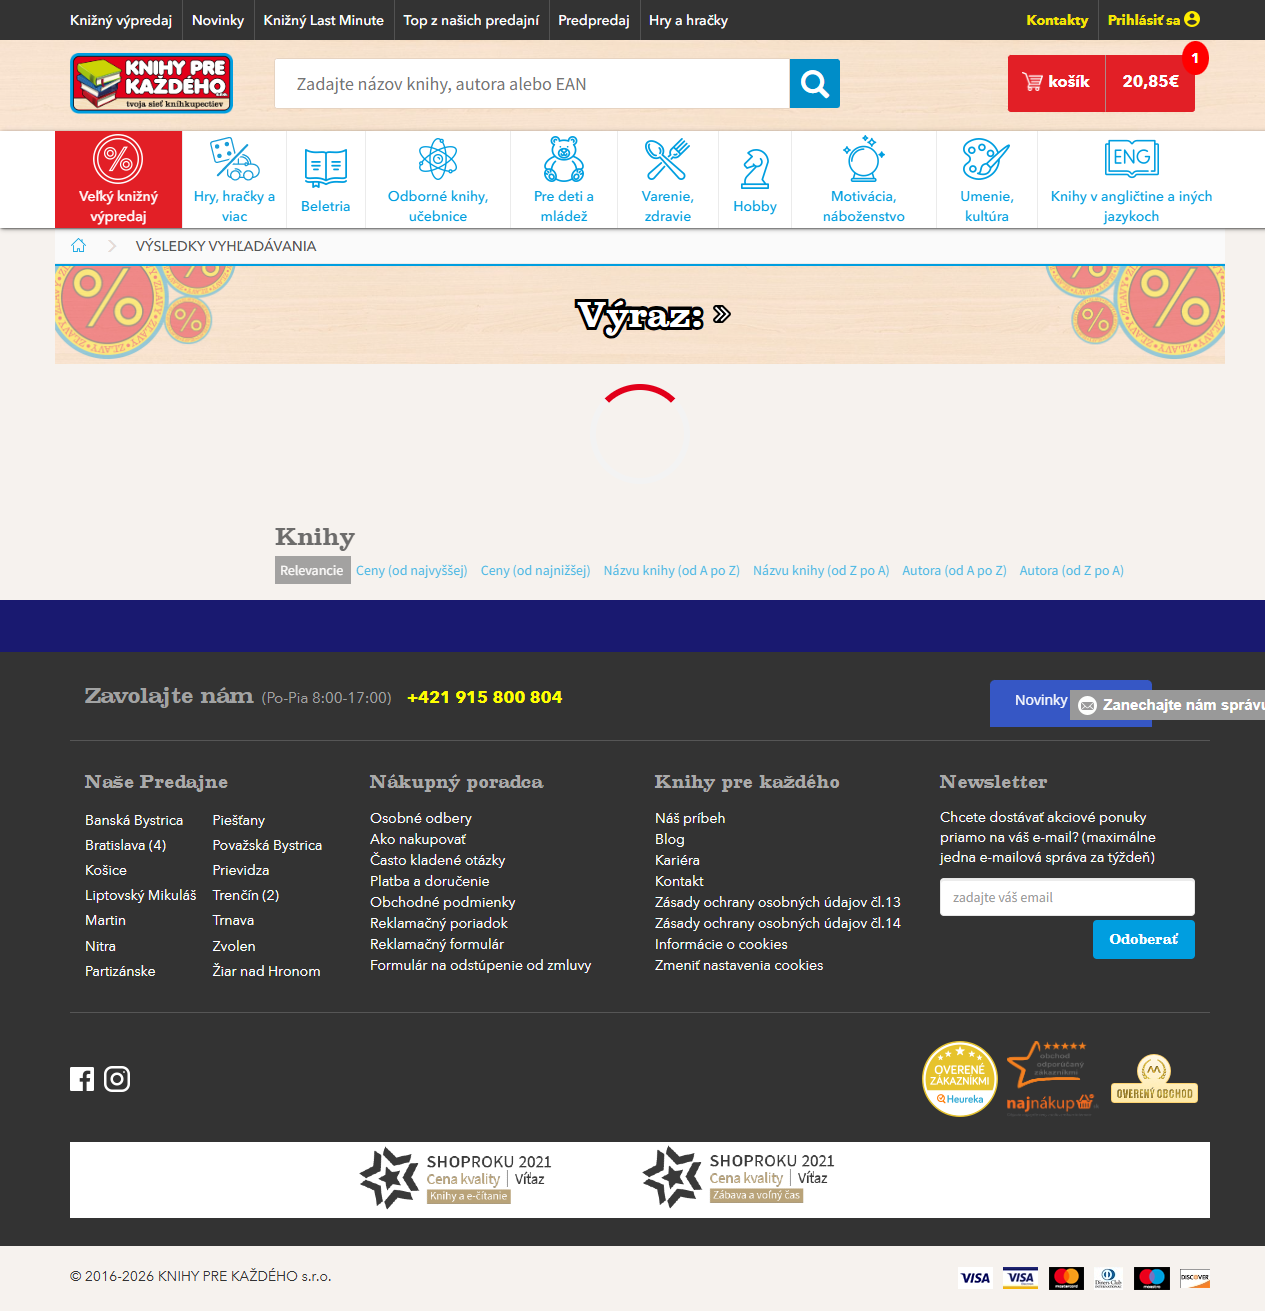 Knižný výpredaj
Novinky
Knižný Last Minute
Top z našich predajní
Predpredaj
Hry a hračky
Kontakty
Prihlásiť sa
KNIHY PRE
KAŽDÉHO s.r.o.
tvoja sieť kníhkupectiev
Zadajte názov knihy, autora alebo EAN
košík
20,85€
1
Veľký knižný
výpredaj
Hry, hračky a
viac
Beletria
Odborné knihy,
učebnice
Pre deti a
mládež
Varenie,
zdravie
Hobby
Motivácia,
náboženstvo
Umenie,
kultúra
ENG
Knihy v angličtine a iných
jazykoch
VÝSLEDKY VYHĽADÁVANIA
Výraz:
Knihy
Relevancie
Ceny (od najvyššej)
Ceny (od najnižšej)
Názvu knihy (od A po Z)
Názvu knihy (od Z po A)
Autora (od A po Z)
Autora (od Z po A)
Zavolajte nám (Po-Pia 8:00-17:00) +421 915 800 804
Novinky
Zanechajte nám správu
Naše Predajne
Banská Bystrica
Bratislava (4)
Košice
Liptovský Mikuláš
Martin
Nitra
Partizánske
Piešťany
Považská Bystrica
Prievidza
Trenčín (2)
Trnava
Zvolen
Žiar nad Hronom
Nákupný poradca
Osobné odbery
Ako nakupovať
Často kladené otázky
Platba a doručenie
Obchodné podmienky
Reklamačný poriadok
Reklamačný formulár
Formulár na odstúpenie od zmluvy
Knihy pre každého
Náš príbeh
Blog
Kariéra
Kontakt
Zásady ochrany osobných údajov čl.13
Zásady ochrany osobných údajov čl.14
Informácie o cookies
Zmeniť nastavenia cookies
Newsletter
Chcete dostávať akciové ponuky
priamo na váš e-mail? (maximálne
jedna e-mailová správa za týždeň)
zadajte váš email
Odoberať
OVERENÉ
ZÁKAZNÍKMI
Heureka
obchod
odporúčaný
zákazníkmi
najnákup
OVERENÝ OBCHOD
SHOPROKU 2021
Cena kvality | Víťaz
Knihy a e-čítanie
SHOPROKU 2021
Cena kvality | Víťaz
Zábava a voľný čas
© 2016-2026 KNIHY PRE KAŽDÉHO s.r.o.
VISA
VISA
mastercard
Diners Club
INTERNATIONAL
maestro
DISCOVER